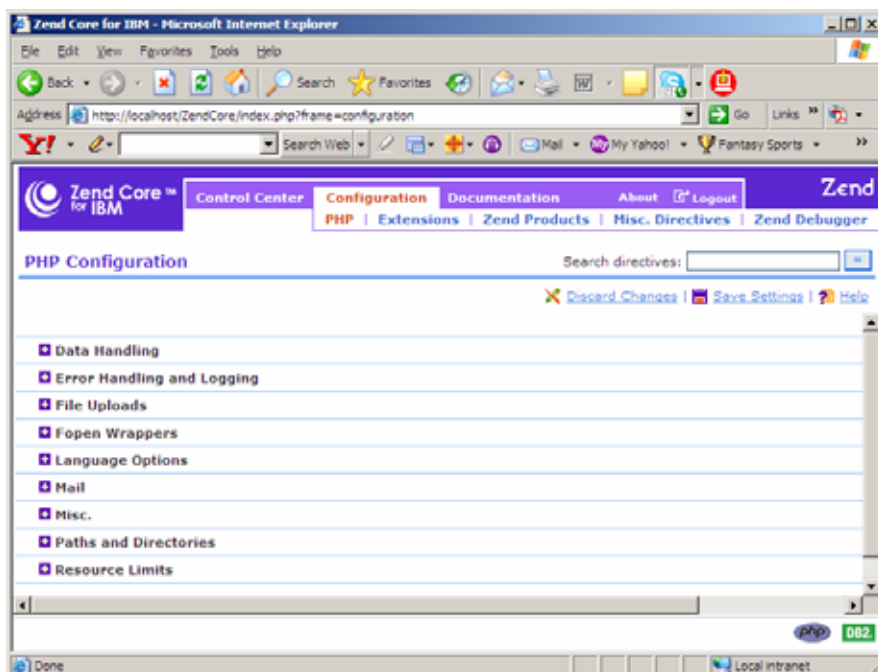 Zend Core for IBM - Microsoft Internet Explorer
File Edit View Favorites Tools Help
Back Search Favorites W
Address http://localhost/ZendCore/index.php?frame=configuration Go Links »
Y! Search Web Mail My My Yahoo! Fantasy Sports »
Zend Core ™ for IBM
Control Center Configuration Documentation About Logout Zend
PHP | Extensions | Zend Products | Misc. Directives | Zend Debugger
PHP Configuration Search directives: »
Discard Changes | Save Settings | Help
Data Handling
Error Handling and Logging
File Uploads
Fopen Wrappers
Language Options
Mail
Misc.
Paths and Directories
Resource Limits
php DB2.
Done Local intranet